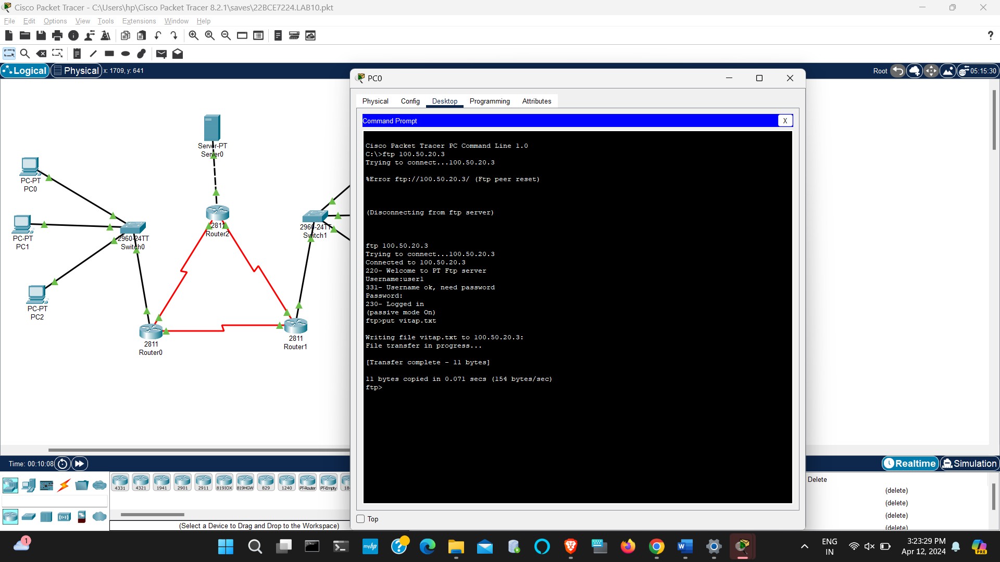 Cisco Packet Tracer - C:\Users\hp\Cisco Packet Tracer 8.2.1\saves\22BCE7224.LAB10.pkt
File Edit Options View Tools Extensions Window Help
?
Logical Physical x: 1709, y: 641 Root 05:15:30
PC0
Physical Config Desktop Programming Attributes
Command Prompt X
Cisco Packet Tracer PC Command Line 1.0
C:\>ftp 100.50.20.3
Trying to connect...100.50.20.3
%Error ftp://100.50.20.3/ (Ftp peer reset)
(Disconnecting from ftp server)
ftp 100.50.20.3
Trying to connect...100.50.20.3
Connected to 100.50.20.3
220- Welcome to PT Ftp server
Username:user1
331- Username ok, need password
Password:
230- Logged in
(passive mode On)
ftp>put vitap.txt
Writing file vitap.txt to 100.50.20.3:
File transfer in progress...
[Transfer complete - 11 bytes]
11 bytes copied in 0.071 secs (154 bytes/sec)
ftp>
Top
Server-PT
Server0
PC-PT
PC0
PC-PT
PC1
PC-PT
PC2
2960-24TT
Switch0
2811
Router2
2960-24TT
Switch1
2811
Router0
2811
Router1
Time: 00:10:08 Realtime Simulation
4331 4321 1941 2901 2911 819IOX 819HGW 829 1240 PT-Router PT-Empty 18
(Select a Device to Drag and Drop to the Workspace)
Delete
(delete)
(delete)
(delete)
(delete)
1
myhp
ENG
IN
3:23:29 PM
Apr 12, 2024
PRE